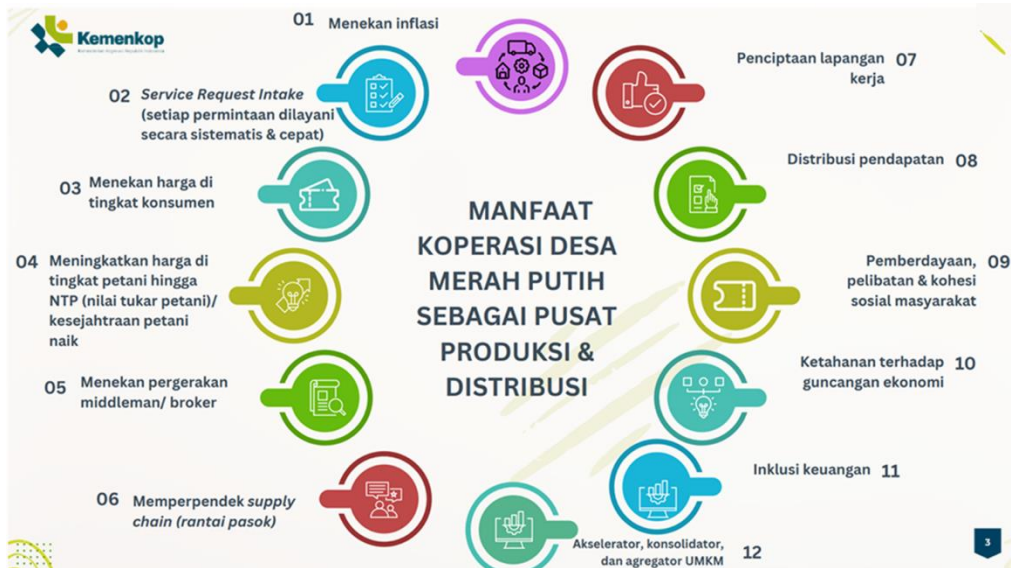 Kemenkop
Kementerian Koperasi Republik Indonesia
01 Menekan inflasi
02 Service Request Intake
(setiap permintaan dilayani
secara sistematis & cepat)
03 Menekan harga di
tingkat konsumen
04 Meningkatkan harga di
tingkat petani hingga
NTP (nilai tukar petani)/
kesejahtraan petani
naik
05 Menekan pergerakan
middleman/ broker
06 Memperpendek supply
chain (rantai pasok)
MANFAAT
KOPERASI DESA
MERAH PUTIH
SEBAGAI PUSAT
PRODUKSI &
DISTRIBUSI
Penciptaan lapangan 07
kerja
Distribusi pendapatan 08
Pemberdayaan, 09
pelibatan & kohesi
sosial masyarakat
Ketahanan terhadap 10
guncangan ekonomi
Inklusi keuangan 11
Akselerator, konsolidator, 12
dan agregator UMKM
3